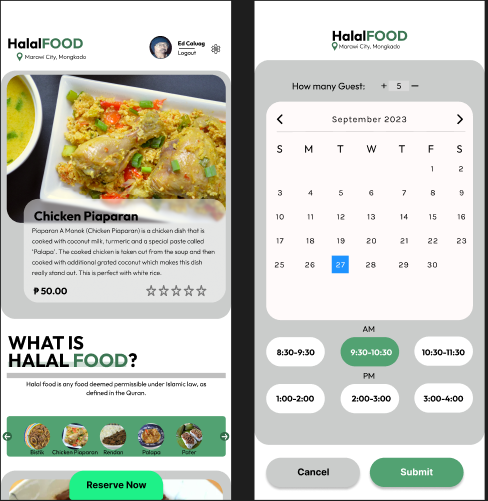 HalalFOOD
Marawi City, Mongkado
Ed Caluag
Logout
Chicken Piaparan
Piaparan A Manok (Chicken Piaparan) is a chicken dish that is
cooked with coconut milk, turmeric and a special paste called
'Palapa'. The cooked chicken is taken out from the soup and then
cooked with additional grated coconut which makes this dish
really stand out. This is perfect with white rice.
₱ 50.00
WHAT IS
HALAL FOOD?
Halal food is any food deemed permissible under Islamic law, as
defined in the Quran.
Bistik Chicken Piaparan Rendan Palapa Pater
Reserve Now
HalalFOOD
Marawi City, Mongkado
How many Guest: + 5 −
September 2023
S M T W T F S
1 2
3 4 5 6 7 8 9
10 11 12 13 14 15 16
17 18 19 20 21 22 23
25 26 27 28 29 30
AM
8:30-9:30 9:30-10:30 10:30-11:30
PM
1:00-2:00 2:00-3:00 3:00-4:00
Cancel Submit